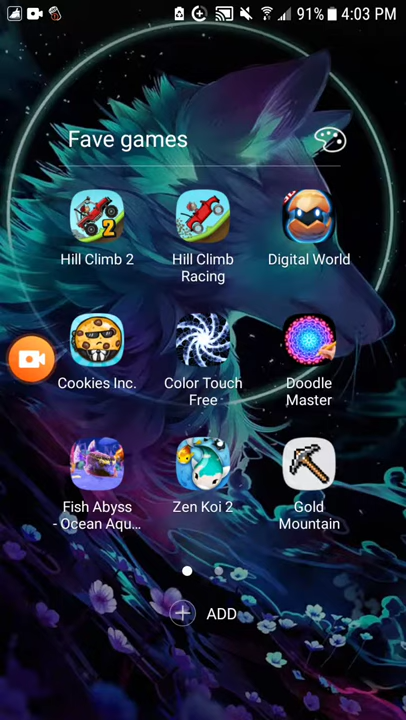 91% 4:03 PM
Fave games
2
Hill Climb 2
Hill Climb
Racing
Digital World
Cookies Inc.
Color Touch
Free
Doodle
Master
Fish Abyss
- Ocean Aqu...
Zen Koi 2
Gold
Mountain
ADD